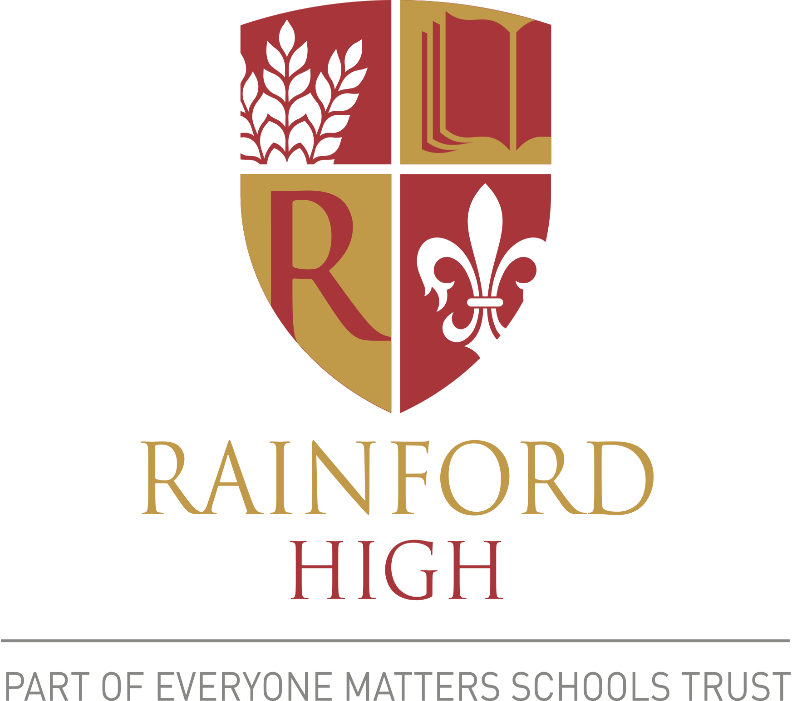 R
RAINFORD
HIGH
PART OF EVERYONE MATTERS SCHOOLS TRUST